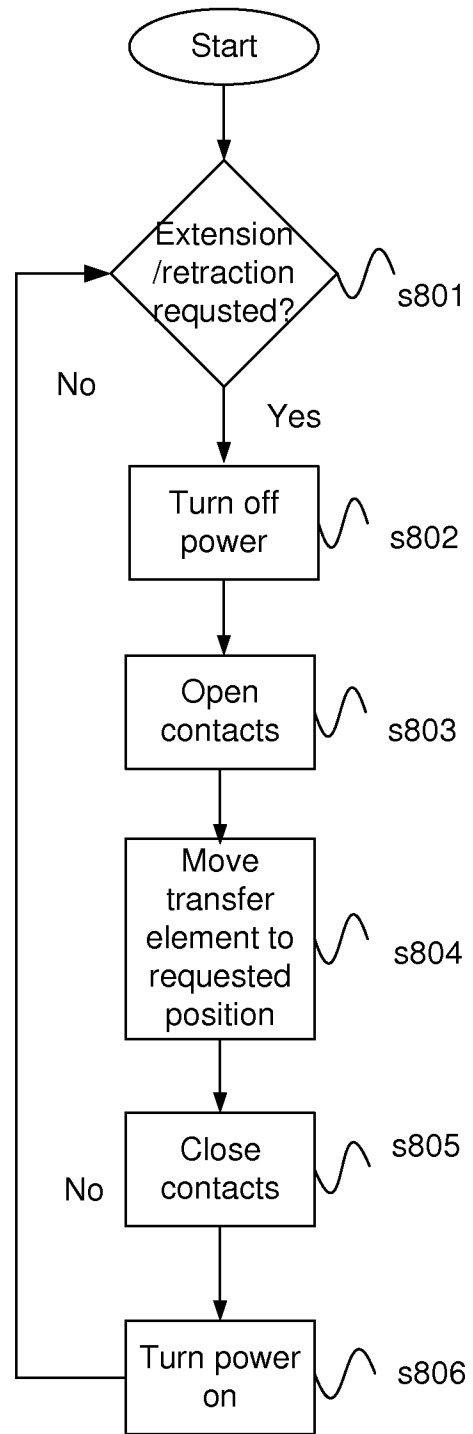 Start
Extension
/retraction
requsted?
s801
No
Yes
Turn off
power
s802
Open
contacts
s803
Move
transfer
element to
requested
position
s804
Close
contacts
s805
No
Turn power
on
s806